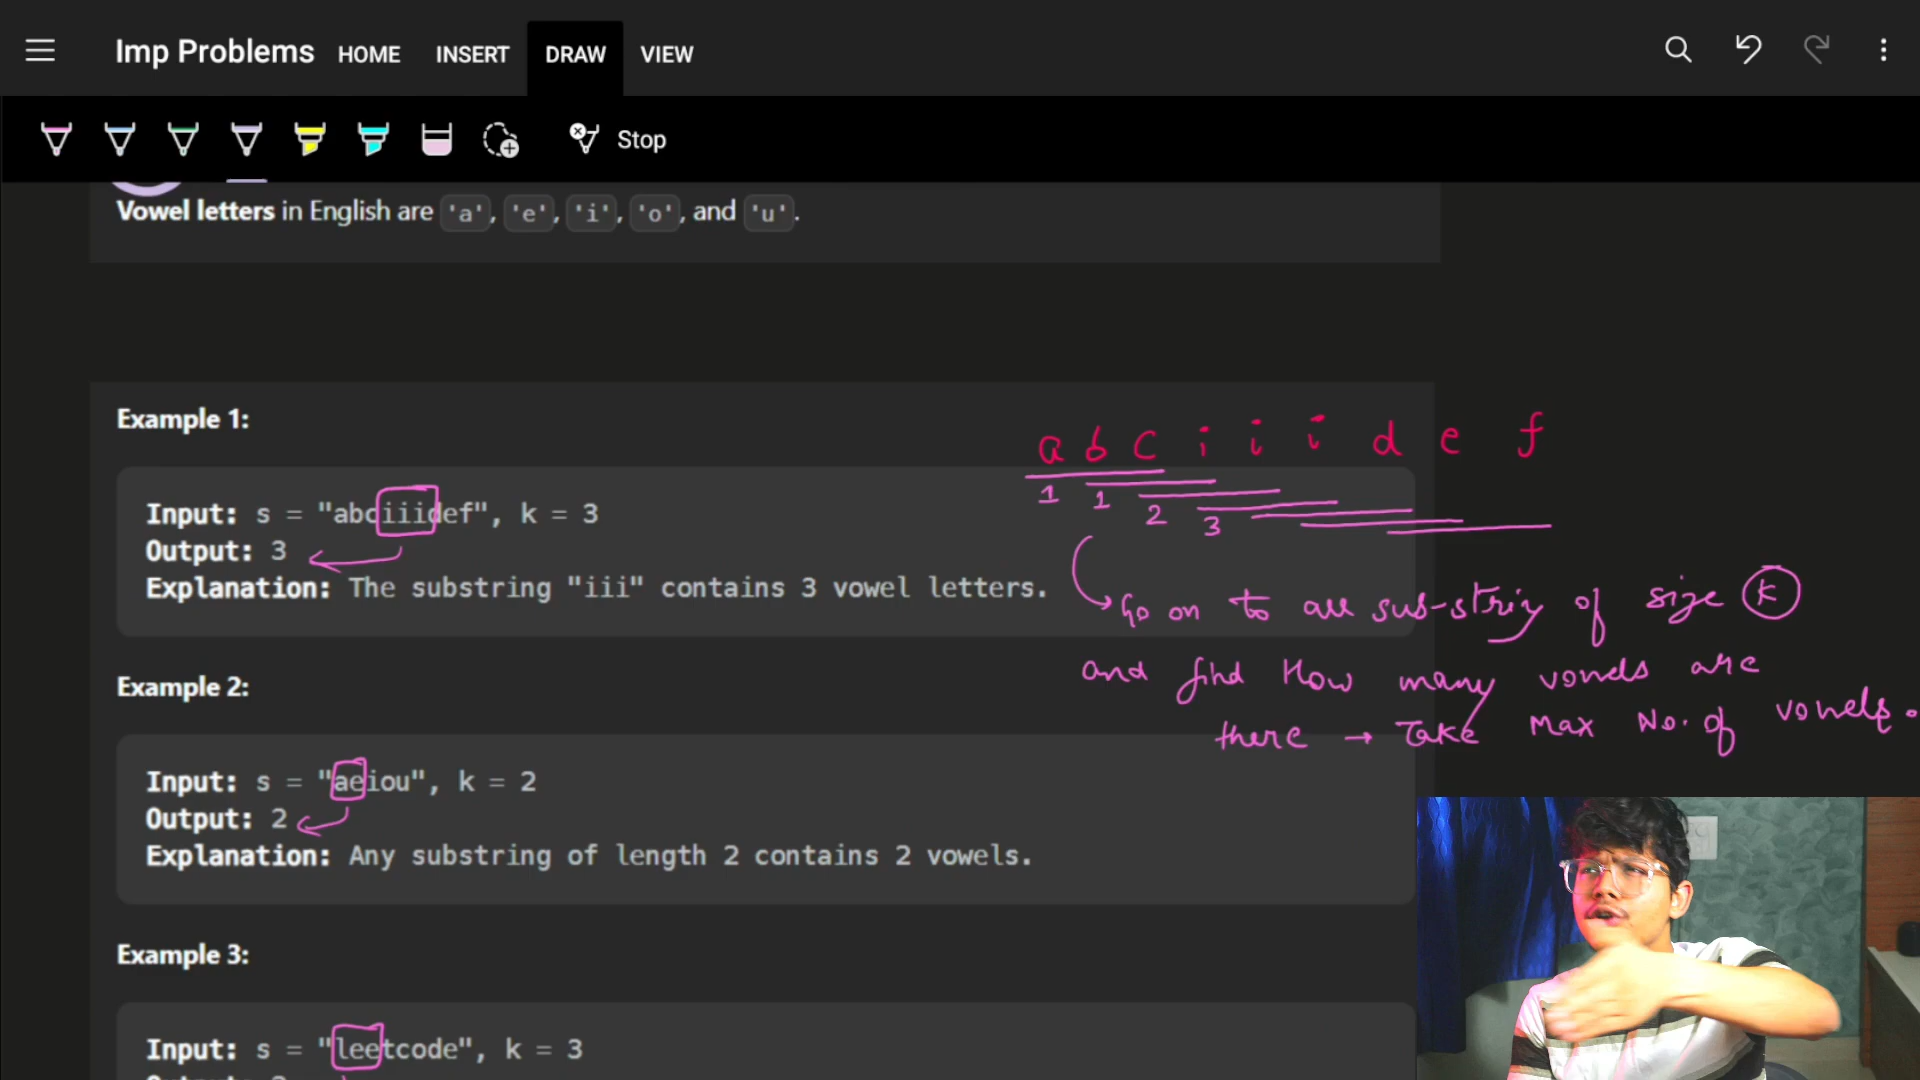 Imp Problems HOME INSERT DRAW VIEW
Stop
Vowel letters in English are 'a', 'e', 'i', 'o', and 'u'.
Example 1:
Input: s = "abciiidef", k = 3
Output: 3
Explanation: The substring "iii" contains 3 vowel letters.
a b c i i i d e f
1 1 2 3
Go on to all sub-string of size K
and find How many vowels are
there → Take Max No. of vowels.
Example 2:
Input: s = "aeiou", k = 2
Output: 2
Explanation: Any substring of length 2 contains 2 vowels.
Example 3:
Input: s = "leetcode", k = 3